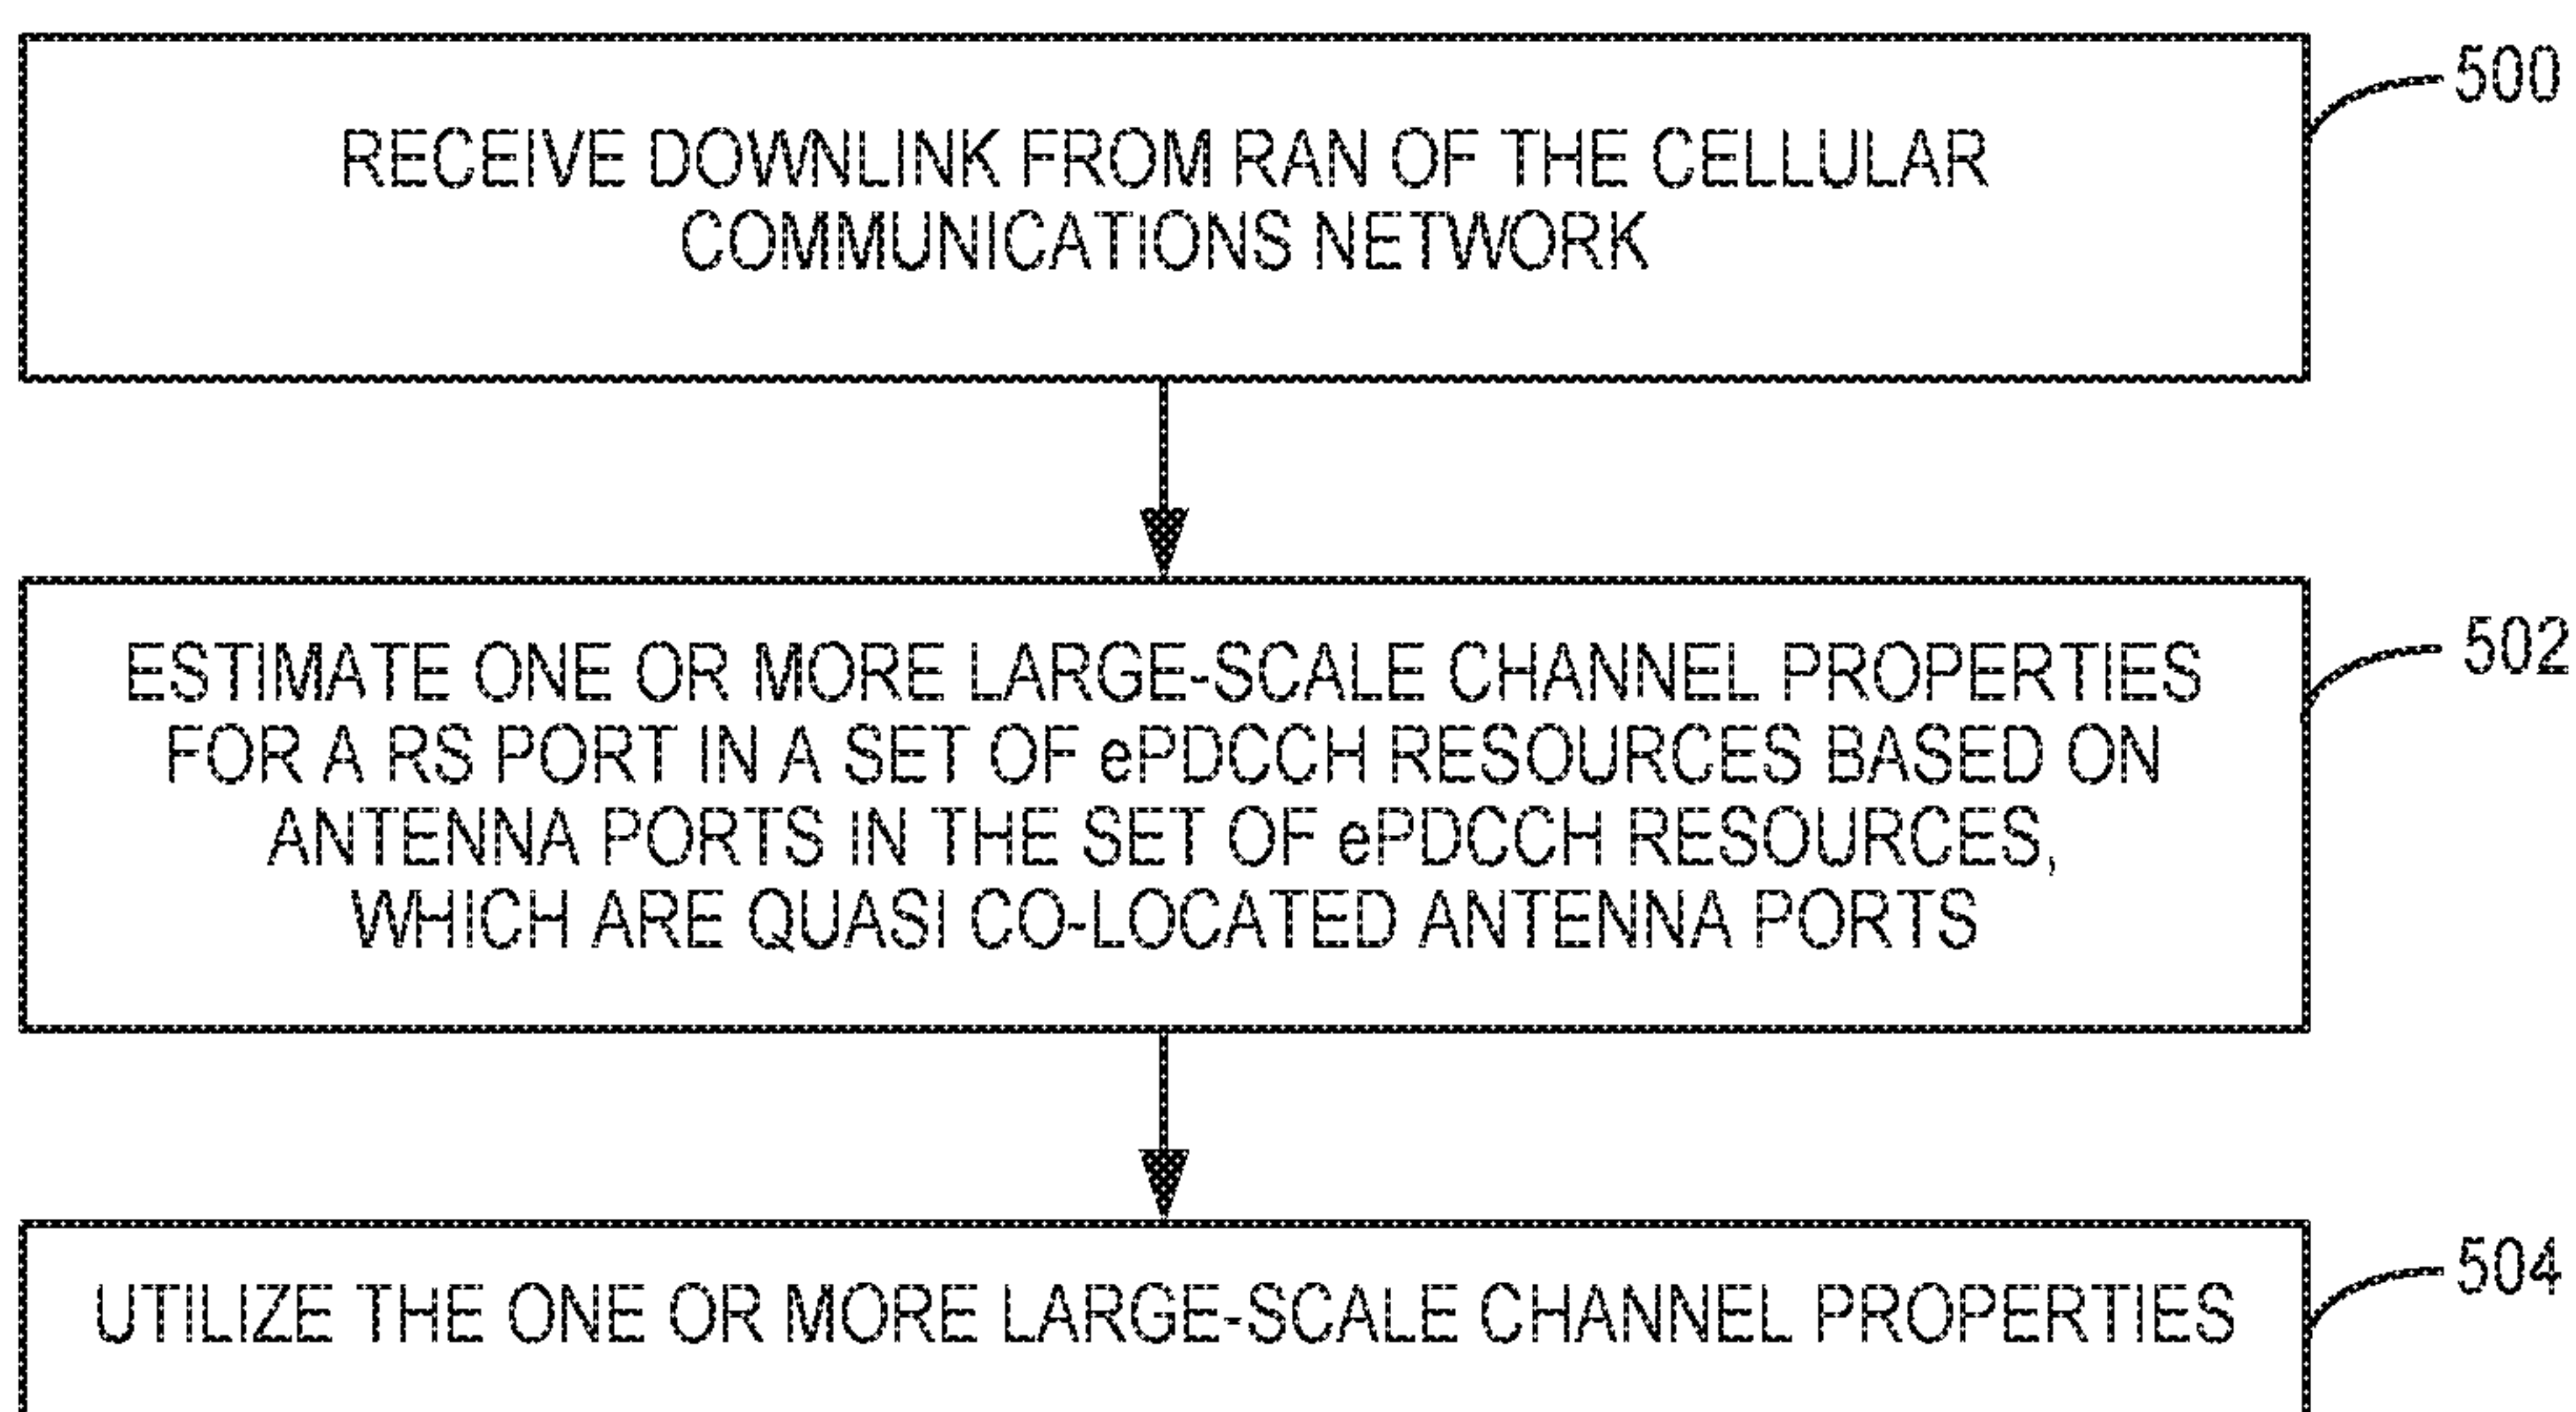 500
RECEIVE DOWNLINK FROM RAN OF THE CELLULAR
COMMUNICATIONS NETWORK
502
ESTIMATE ONE OR MORE LARGE-SCALE CHANNEL PROPERTIES
FOR A RS PORT IN A SET OF ePDCCH RESOURCES BASED ON
ANTENNA PORTS IN THE SET OF ePDCCH RESOURCES,
WHICH ARE QUASI CO-LOCATED ANTENNA PORTS
504
UTILIZE THE ONE OR MORE LARGE-SCALE CHANNEL PROPERTIES